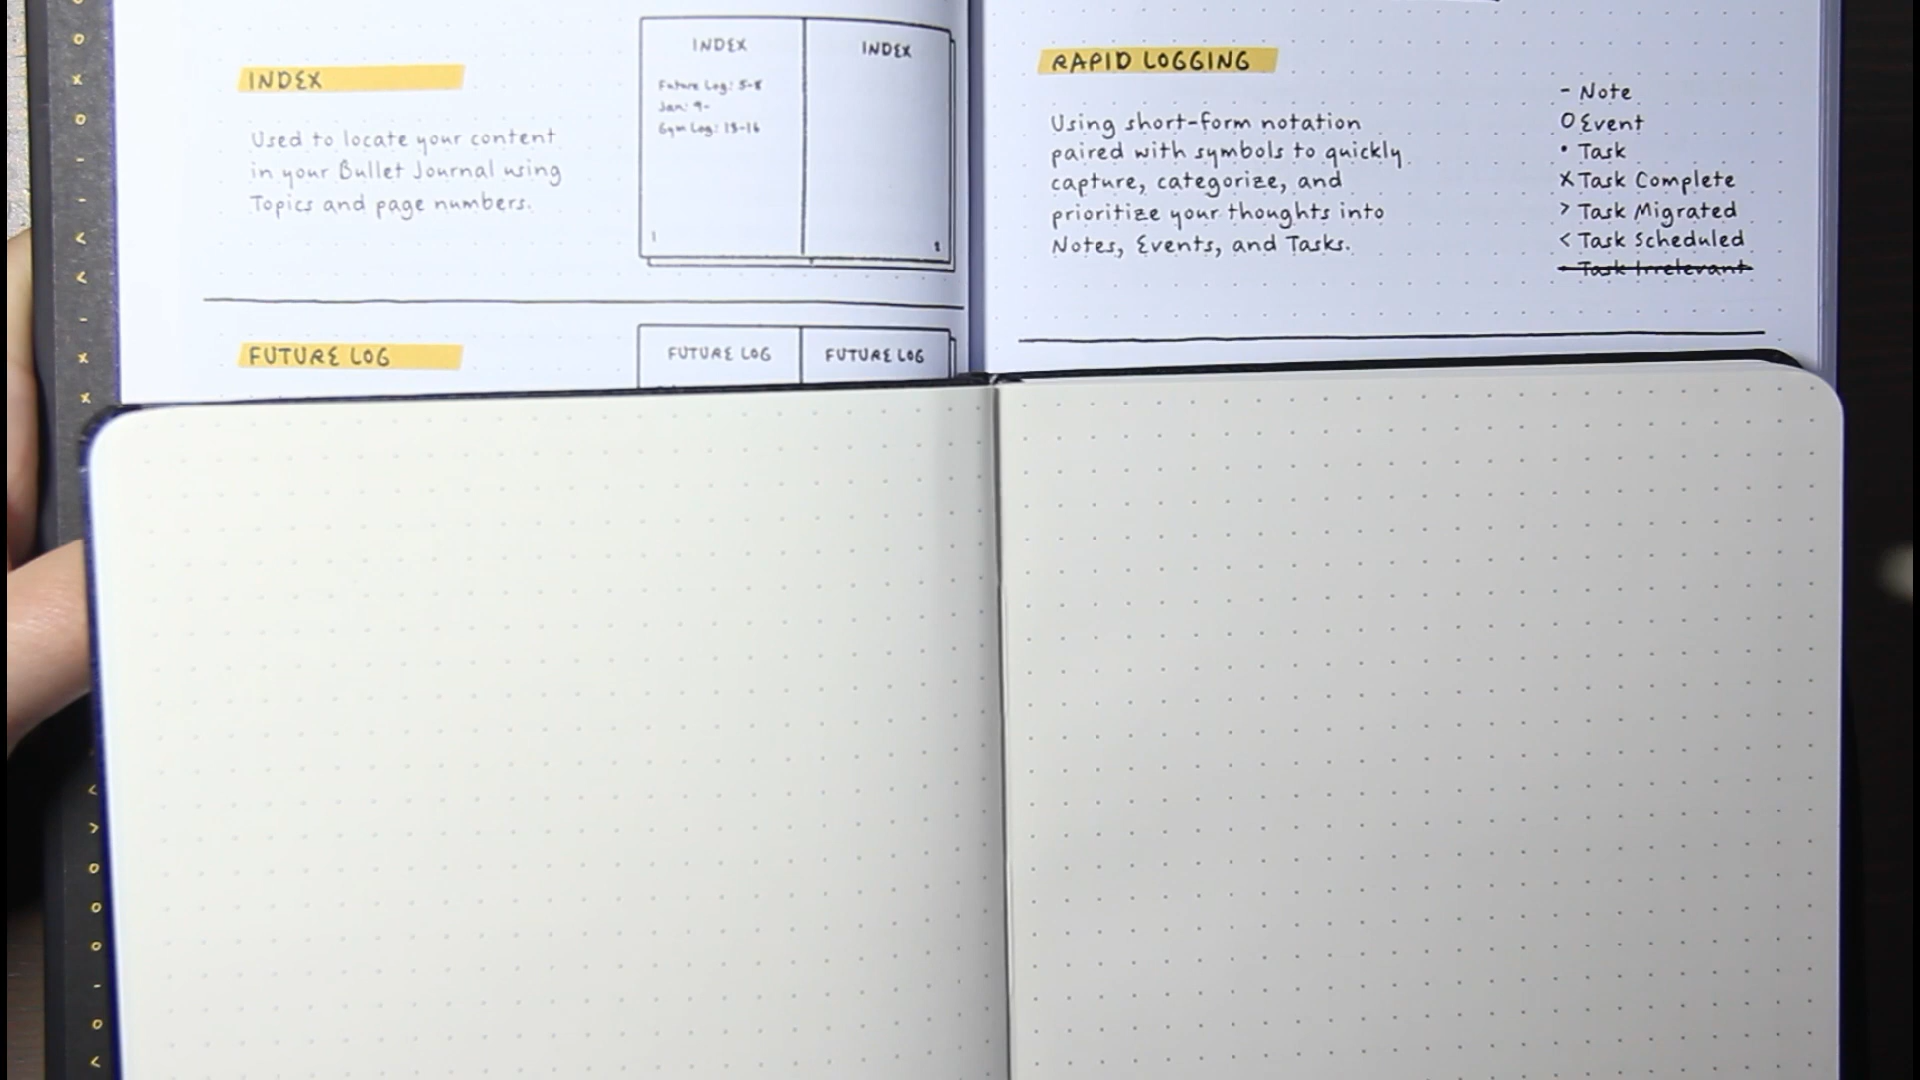 INDEX
Used to locate your content
in your Bullet Journal using
Topics and page numbers.
INDEX
Future Log: 5-8
Jan: 9-
Gym Log: 13-16
1
INDEX
FUTURE LOG
FUTURE LOG
FUTURE LOG
RAPID LOGGING
Using short-form notation
paired with symbols to quickly
capture, categorize, and
prioritize your thoughts into
Notes, Events, and Tasks.
- Note
O Event
• Task
X Task Complete
> Task Migrated
< Task Scheduled
• Task Irrelevant